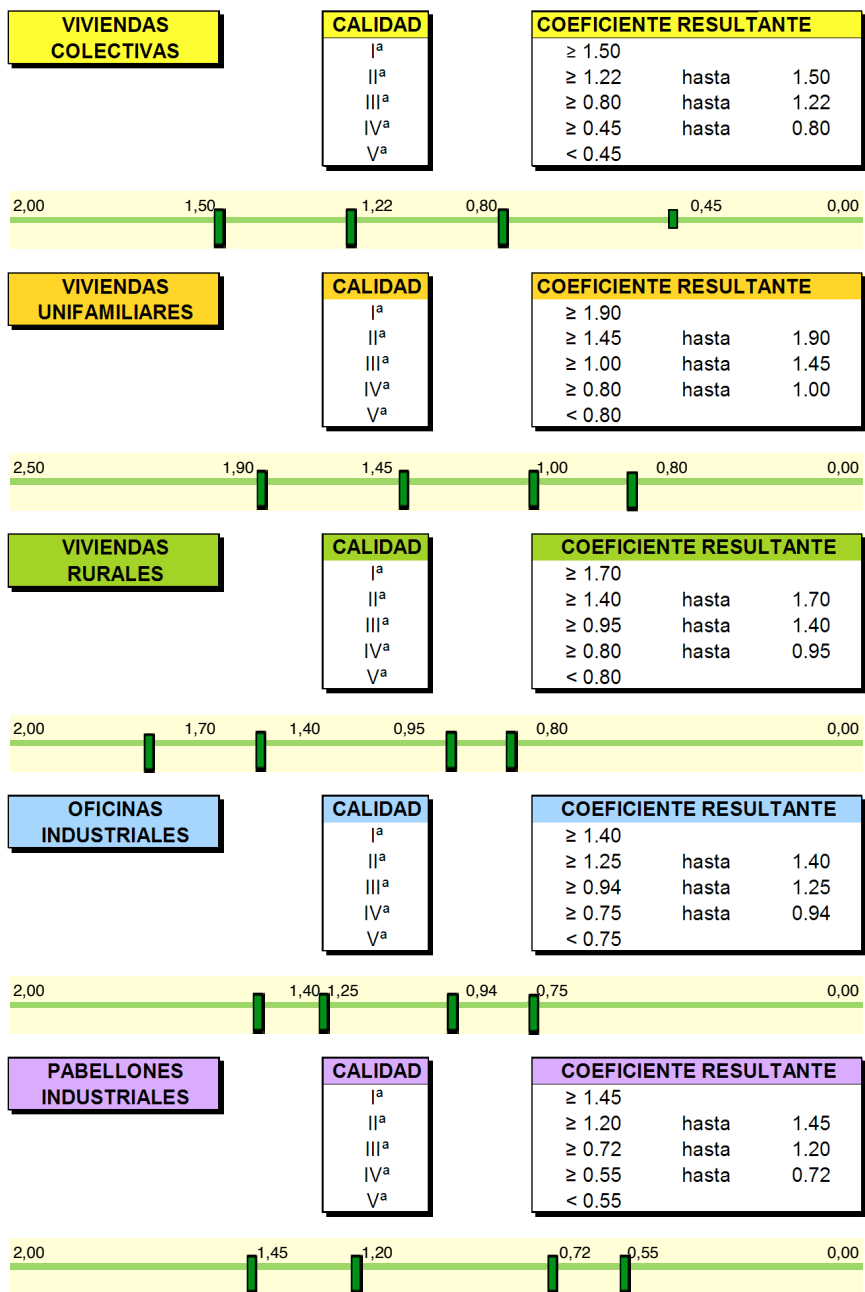 VIVIENDAS COLECTIVAS
CALIDAD
COEFICIENTE RESULTANTE
Iª ≥ 1.50
IIª ≥ 1.22 hasta 1.50
IIIª ≥ 0.80 hasta 1.22
IVª ≥ 0.45 hasta 0.80
Vª < 0.45
2,00 1,50 1,22 0,80 0,45 0,00
VIVIENDAS UNIFAMILIARES
CALIDAD
COEFICIENTE RESULTANTE
Iª ≥ 1.90
IIª ≥ 1.45 hasta 1.90
IIIª ≥ 1.00 hasta 1.45
IVª ≥ 0.80 hasta 1.00
Vª < 0.80
2,50 1,90 1,45 1,00 0,80 0,00
VIVIENDAS RURALES
CALIDAD
COEFICIENTE RESULTANTE
Iª ≥ 1.70
IIª ≥ 1.40 hasta 1.70
IIIª ≥ 0.95 hasta 1.40
IVª ≥ 0.80 hasta 0.95
Vª < 0.80
2,00 1,70 1,40 0,95 0,80 0,00
OFICINAS INDUSTRIALES
CALIDAD
COEFICIENTE RESULTANTE
Iª ≥ 1.40
IIª ≥ 1.25 hasta 1.40
IIIª ≥ 0.94 hasta 1.25
IVª ≥ 0.75 hasta 0.94
Vª < 0.75
2,00 1,40 1,25 0,94 0,75 0,00
PABELLONES INDUSTRIALES
CALIDAD
COEFICIENTE RESULTANTE
Iª ≥ 1.45
IIª ≥ 1.20 hasta 1.45
IIIª ≥ 0.72 hasta 1.20
IVª ≥ 0.55 hasta 0.72
Vª < 0.55
2,00 1,45 1,20 0,72 0,55 0,00